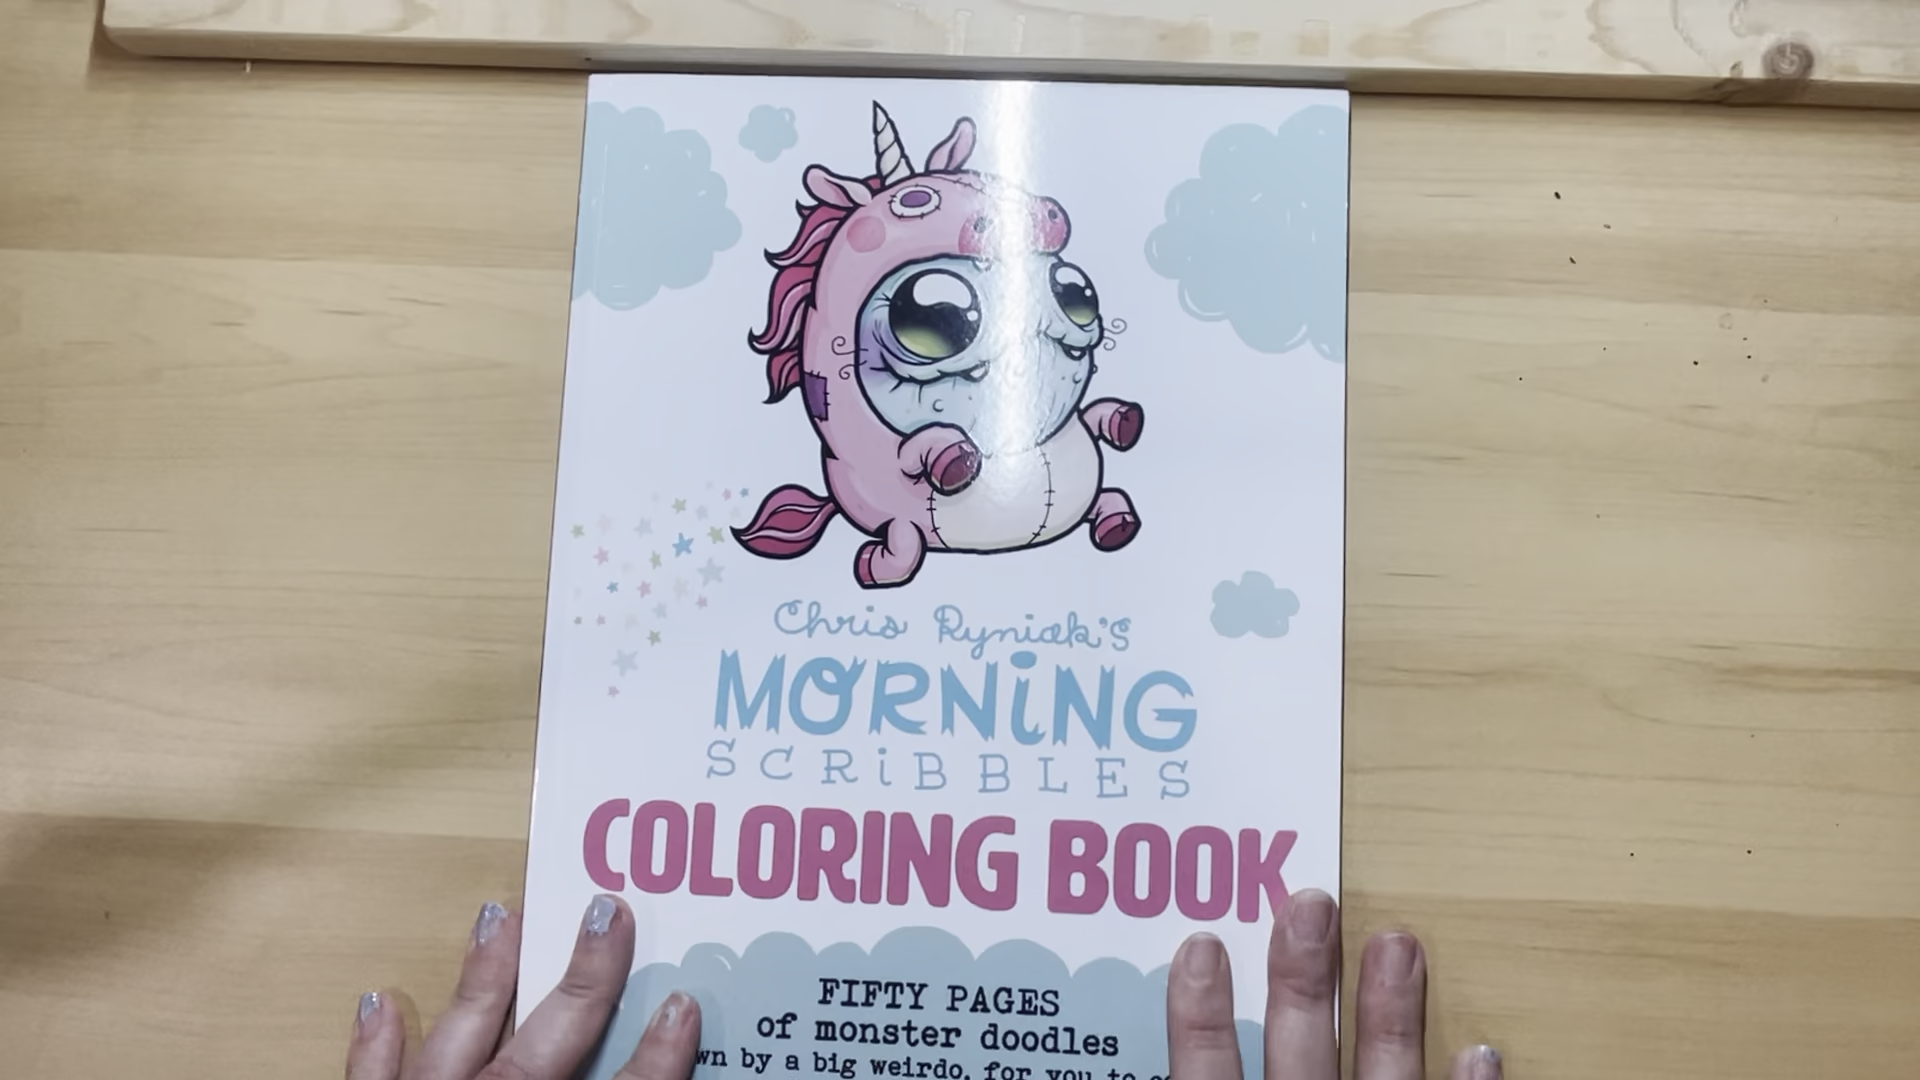 Chris Ryniak's
MORNiNG
SCRiBBLES
COLORING BOOK
FIFTY PAGES
of monster doodles
by a big weirdo, for you to